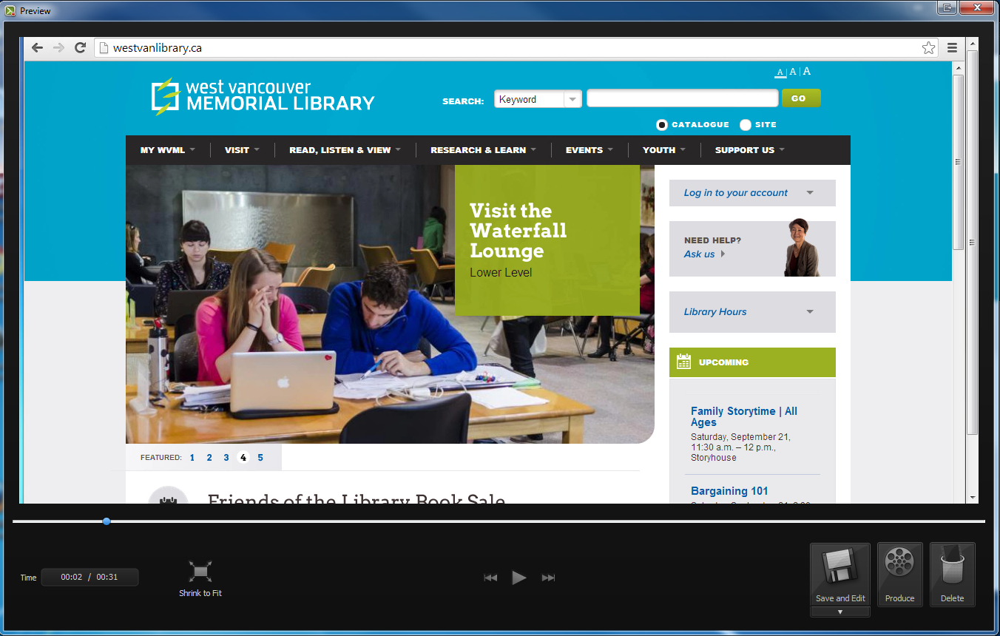 Preview
westvanlibrary.ca
A | A | A
west vancouver
MEMORIAL LIBRARY
SEARCH:
Keyword
GO
CATALOGUE
SITE
MY WVML
VISIT
READ, LISTEN & VIEW
RESEARCH & LEARN
EVENTS
YOUTH
SUPPORT US
Visit the
Waterfall
Lounge
Lower Level
Log in to your account
NEED HELP?
Ask us
Library Hours
UPCOMING
Family Storytime | All
Ages
Saturday, September 21,
11:30 a.m. – 12 p.m.,
Storyhouse
Bargaining 101
FEATURED: 1 2 3 4 5
Friends of the Library Book Sale
Time 00:02 / 00:31
Shrink to Fit
Save and Edit
Produce
Delete